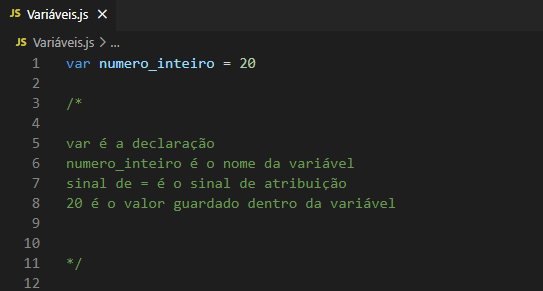 JS Variáveis.js ×
JS Variáveis.js > ...
1 var numero_inteiro = 20
2
3 /*
4
5 var é a declaração
6 numero_inteiro é o nome da variável
7 sinal de = é o sinal de atribuição
8 20 é o valor guardado dentro da variável
9
10
11 */
12